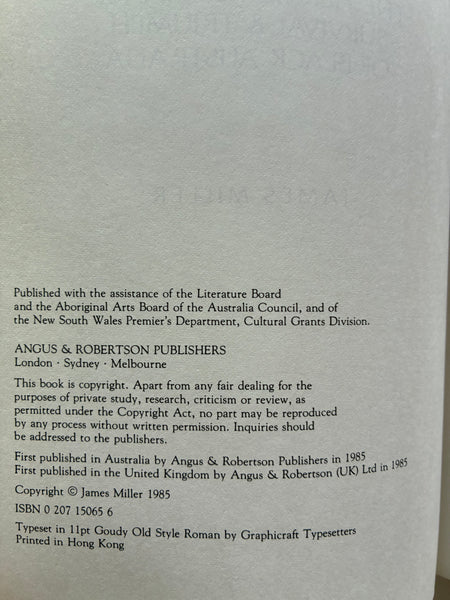 Published with the assistance of the Literature Board
and the Aboriginal Arts Board of the Australia Council, and of
the New South Wales Premier's Department, Cultural Grants Division.
ANGUS & ROBERTSON PUBLISHERS
London · Sydney · Melbourne
This book is copyright. Apart from any fair dealing for the
purposes of private study, research, criticism or review, as
permitted under the Copyright Act, no part may be reproduced
by any process without written permission. Inquiries should
be addressed to the publishers.
First published in Australia by Angus & Robertson Publishers in 1985
First published in the United Kingdom by Angus & Robertson (UK) Ltd in 1985
Copyright © James Miller 1985
ISBN 0 207 15065 6
Typeset in 11pt Goudy Old Style Roman by Graphicraft Typesetters
Printed in Hong Kong